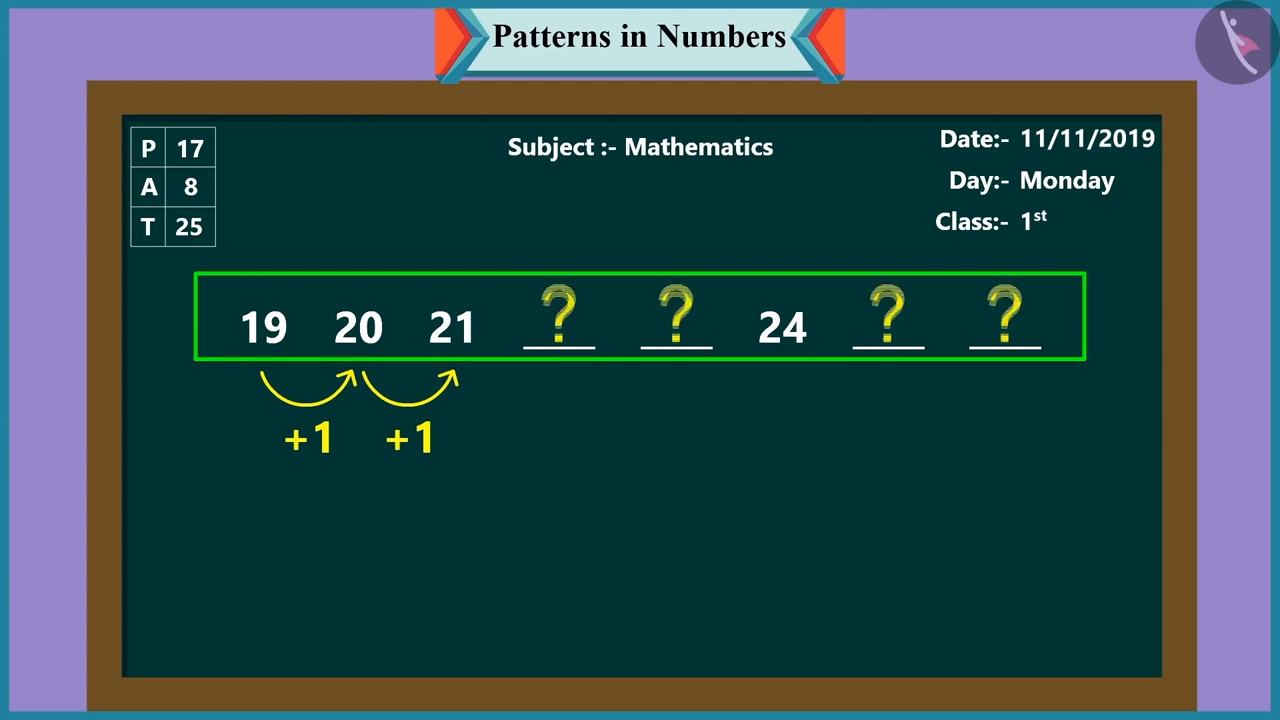 Patterns in Numbers
P 17
A 8
T 25
Subject :- Mathematics
Date:- 11/11/2019
Day:- Monday
Class:- 1st
19 20 21 ? ? 24 ? ?
+1 +1